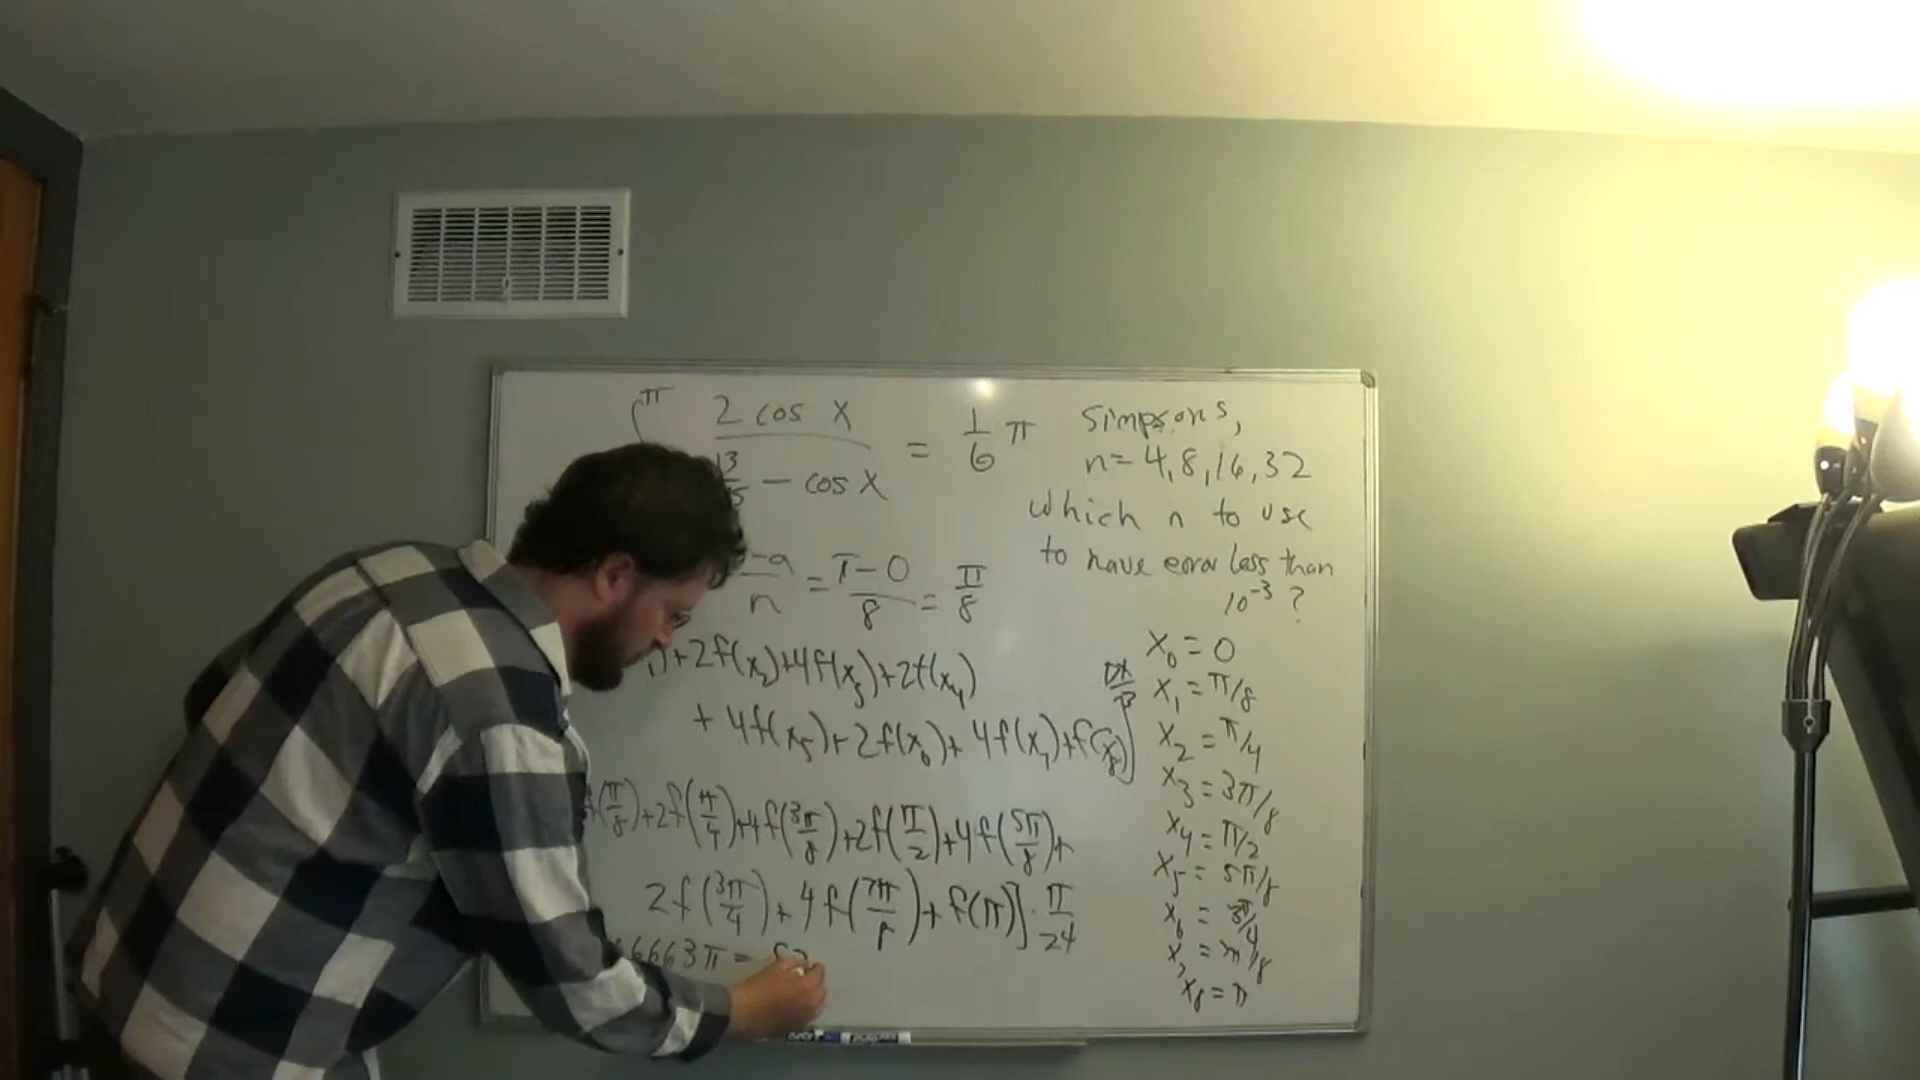 π
2 cos X
13
— cos X
= 1/6 π
Simpsons,
n = 4, 8, 16, 32
which n to use
to have error less than
10⁻³ ?
-a/n = π-0/8 = π/8
) + 2f(x₂) + 4f(x₃) + 2f(x₄)
+ 4f(x₅) + 2f(x₆) + 4f(x₇) + f(x₈)]
f(π/8) + 2f(π/4) + 4f(3π/8) + 2f(π/2) + 4f(5π/8) +
2f(3π/4) + 4f(7π/8) + f(π)] · π/24
6663π =
x₀ = 0
x₁ = π/8
x₂ = π/4
x₃ = 3π/8
x₄ = π/2
x₅ = 5π/8
x₆ = 3π/4
x₇ = 7π/8
x₈ = π